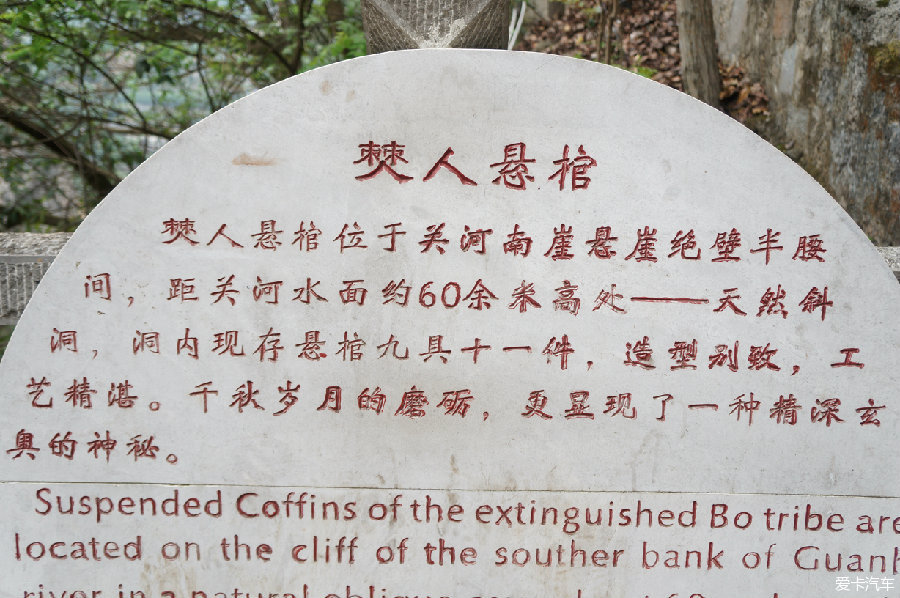 僰人悬棺
僰人悬棺位于关河南崖悬崖绝壁半腰
间，距关河水面约60余米高处——天然斜
洞，洞内现存悬棺九具十一件，造型别致，工
艺精湛。千秋岁月的磨砺，更显现了一种精深玄
奥的神秘。
Suspended Coffins of the extinguished Bo tribe are
located on the cliff of the souther bank of Guanh
river in a natural oblique
爱卡汽车